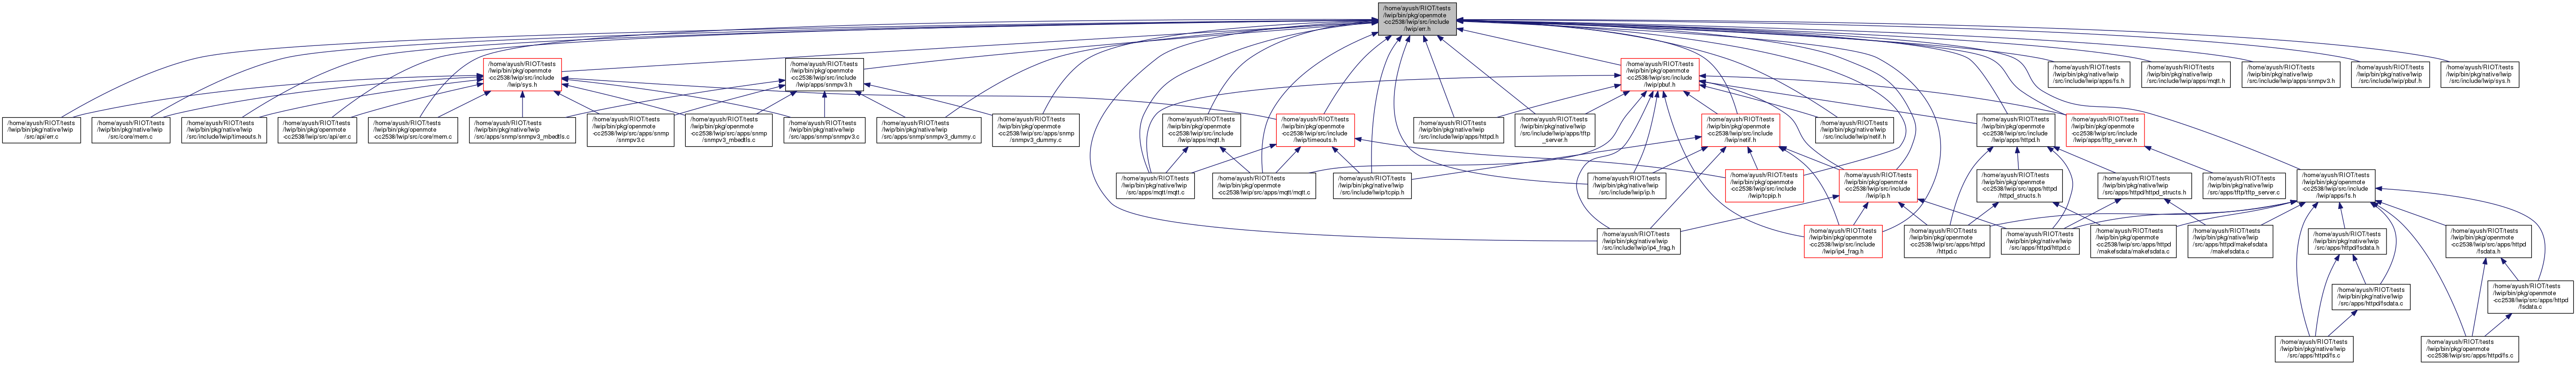 /home/ayush/RIOT/tests
/lwip/bin/pkg/openmote
-cc2538/lwip/src/include
/lwip/err.h
/home/ayush/RIOT/tests
/lwip/bin/pkg/openmote
-cc2538/lwip/src/include
/lwip/sys.h
/home/ayush/RIOT/tests
/lwip/bin/pkg/openmote
-cc2538/lwip/src/include
/lwip/apps/snmpv3.h
/home/ayush/RIOT/tests
/lwip/bin/pkg/openmote
-cc2538/lwip/src/include
/lwip/pbuf.h
/home/ayush/RIOT/tests
/lwip/bin/pkg/native/lwip
/src/include/lwip/apps/fs.h
/home/ayush/RIOT/tests
/lwip/bin/pkg/native/lwip
/src/include/lwip/apps/mqtt.h
/home/ayush/RIOT/tests
/lwip/bin/pkg/native/lwip
/src/include/lwip/apps/snmpv3.h
/home/ayush/RIOT/tests
/lwip/bin/pkg/native/lwip
/src/include/lwip/pbuf.h
/home/ayush/RIOT/tests
/lwip/bin/pkg/native/lwip
/src/include/lwip/sys.h
/home/ayush/RIOT/tests
/lwip/bin/pkg/native/lwip
/src/api/err.c
/home/ayush/RIOT/tests
/lwip/bin/pkg/native/lwip
/src/core/mem.c
/home/ayush/RIOT/tests
/lwip/bin/pkg/native/lwip
/src/include/lwip/timeouts.h
/home/ayush/RIOT/tests
/lwip/bin/pkg/openmote
-cc2538/lwip/src/api/err.c
/home/ayush/RIOT/tests
/lwip/bin/pkg/openmote
-cc2538/lwip/src/core/mem.c
/home/ayush/RIOT/tests
/lwip/bin/pkg/native/lwip
/src/apps/snmp/snmpv3_mbedtls.c
/home/ayush/RIOT/tests
/lwip/bin/pkg/openmote
-cc2538/lwip/src/apps/snmp
/snmpv3.c
/home/ayush/RIOT/tests
/lwip/bin/pkg/openmote
-cc2538/lwip/src/apps/snmp
/snmpv3_mbedtls.c
/home/ayush/RIOT/tests
/lwip/bin/pkg/native/lwip
/src/apps/snmp/snmpv3.c
/home/ayush/RIOT/tests
/lwip/bin/pkg/native/lwip
/src/apps/snmp/snmpv3_dummy.c
/home/ayush/RIOT/tests
/lwip/bin/pkg/openmote
-cc2538/lwip/src/apps/snmp
/snmpv3_dummy.c
/home/ayush/RIOT/tests
/lwip/bin/pkg/openmote
-cc2538/lwip/src/include
/lwip/apps/mqtt.h
/home/ayush/RIOT/tests
/lwip/bin/pkg/openmote
-cc2538/lwip/src/include
/lwip/timeouts.h
/home/ayush/RIOT/tests
/lwip/bin/pkg/native/lwip
/src/include/lwip/apps/httpd.h
/home/ayush/RIOT/tests
/lwip/bin/pkg/native/lwip
/src/include/lwip/apps/tftp
_server.h
/home/ayush/RIOT/tests
/lwip/bin/pkg/openmote
-cc2538/lwip/src/include
/lwip/netif.h
/home/ayush/RIOT/tests
/lwip/bin/pkg/native/lwip
/src/include/lwip/netif.h
/home/ayush/RIOT/tests
/lwip/bin/pkg/openmote
-cc2538/lwip/src/include
/lwip/apps/httpd.h
/home/ayush/RIOT/tests
/lwip/bin/pkg/openmote
-cc2538/lwip/src/include
/lwip/apps/tftp_server.h
/home/ayush/RIOT/tests
/lwip/bin/pkg/native/lwip
/src/apps/mqtt/mqtt.c
/home/ayush/RIOT/tests
/lwip/bin/pkg/openmote
-cc2538/lwip/src/apps/mqtt/mqtt.c
/home/ayush/RIOT/tests
/lwip/bin/pkg/native/lwip
/src/include/lwip/tcpip.h
/home/ayush/RIOT/tests
/lwip/bin/pkg/native/lwip
/src/include/lwip/ip.h
/home/ayush/RIOT/tests
/lwip/bin/pkg/openmote
-cc2538/lwip/src/include
/lwip/tcpip.h
/home/ayush/RIOT/tests
/lwip/bin/pkg/openmote
-cc2538/lwip/src/include
/lwip/ip.h
/home/ayush/RIOT/tests
/lwip/bin/pkg/openmote
-cc2538/lwip/src/apps/httpd
/httpd_structs.h
/home/ayush/RIOT/tests
/lwip/bin/pkg/native/lwip
/src/apps/httpd/httpd_structs.h
/home/ayush/RIOT/tests
/lwip/bin/pkg/native/lwip
/src/apps/tftp/tftp_server.c
/home/ayush/RIOT/tests
/lwip/bin/pkg/openmote
-cc2538/lwip/src/include
/lwip/apps/fs.h
/home/ayush/RIOT/tests
/lwip/bin/pkg/native/lwip
/src/include/lwip/ip4_frag.h
/home/ayush/RIOT/tests
/lwip/bin/pkg/openmote
-cc2538/lwip/src/include
/lwip/ip4_frag.h
/home/ayush/RIOT/tests
/lwip/bin/pkg/openmote
-cc2538/lwip/src/apps/httpd
/httpd.c
/home/ayush/RIOT/tests
/lwip/bin/pkg/native/lwip
/src/apps/httpd/httpd.c
/home/ayush/RIOT/tests
/lwip/bin/pkg/openmote
-cc2538/lwip/src/apps/httpd
/makefsdata/makefsdata.c
/home/ayush/RIOT/tests
/lwip/bin/pkg/native/lwip
/src/apps/httpd/makefsdata
/makefsdata.c
/home/ayush/RIOT/tests
/lwip/bin/pkg/native/lwip
/src/apps/httpd/fsdata.h
/home/ayush/RIOT/tests
/lwip/bin/pkg/openmote
-cc2538/lwip/src/apps/httpd
/fsdata.h
/home/ayush/RIOT/tests
/lwip/bin/pkg/native/lwip
/src/apps/httpd/fsdata.c
/home/ayush/RIOT/tests
/lwip/bin/pkg/openmote
-cc2538/lwip/src/apps/httpd
/fsdata.c
/home/ayush/RIOT/tests
/lwip/bin/pkg/native/lwip
/src/apps/httpd/fs.c
/home/ayush/RIOT/tests
/lwip/bin/pkg/openmote
-cc2538/lwip/src/apps/httpd/fs.c